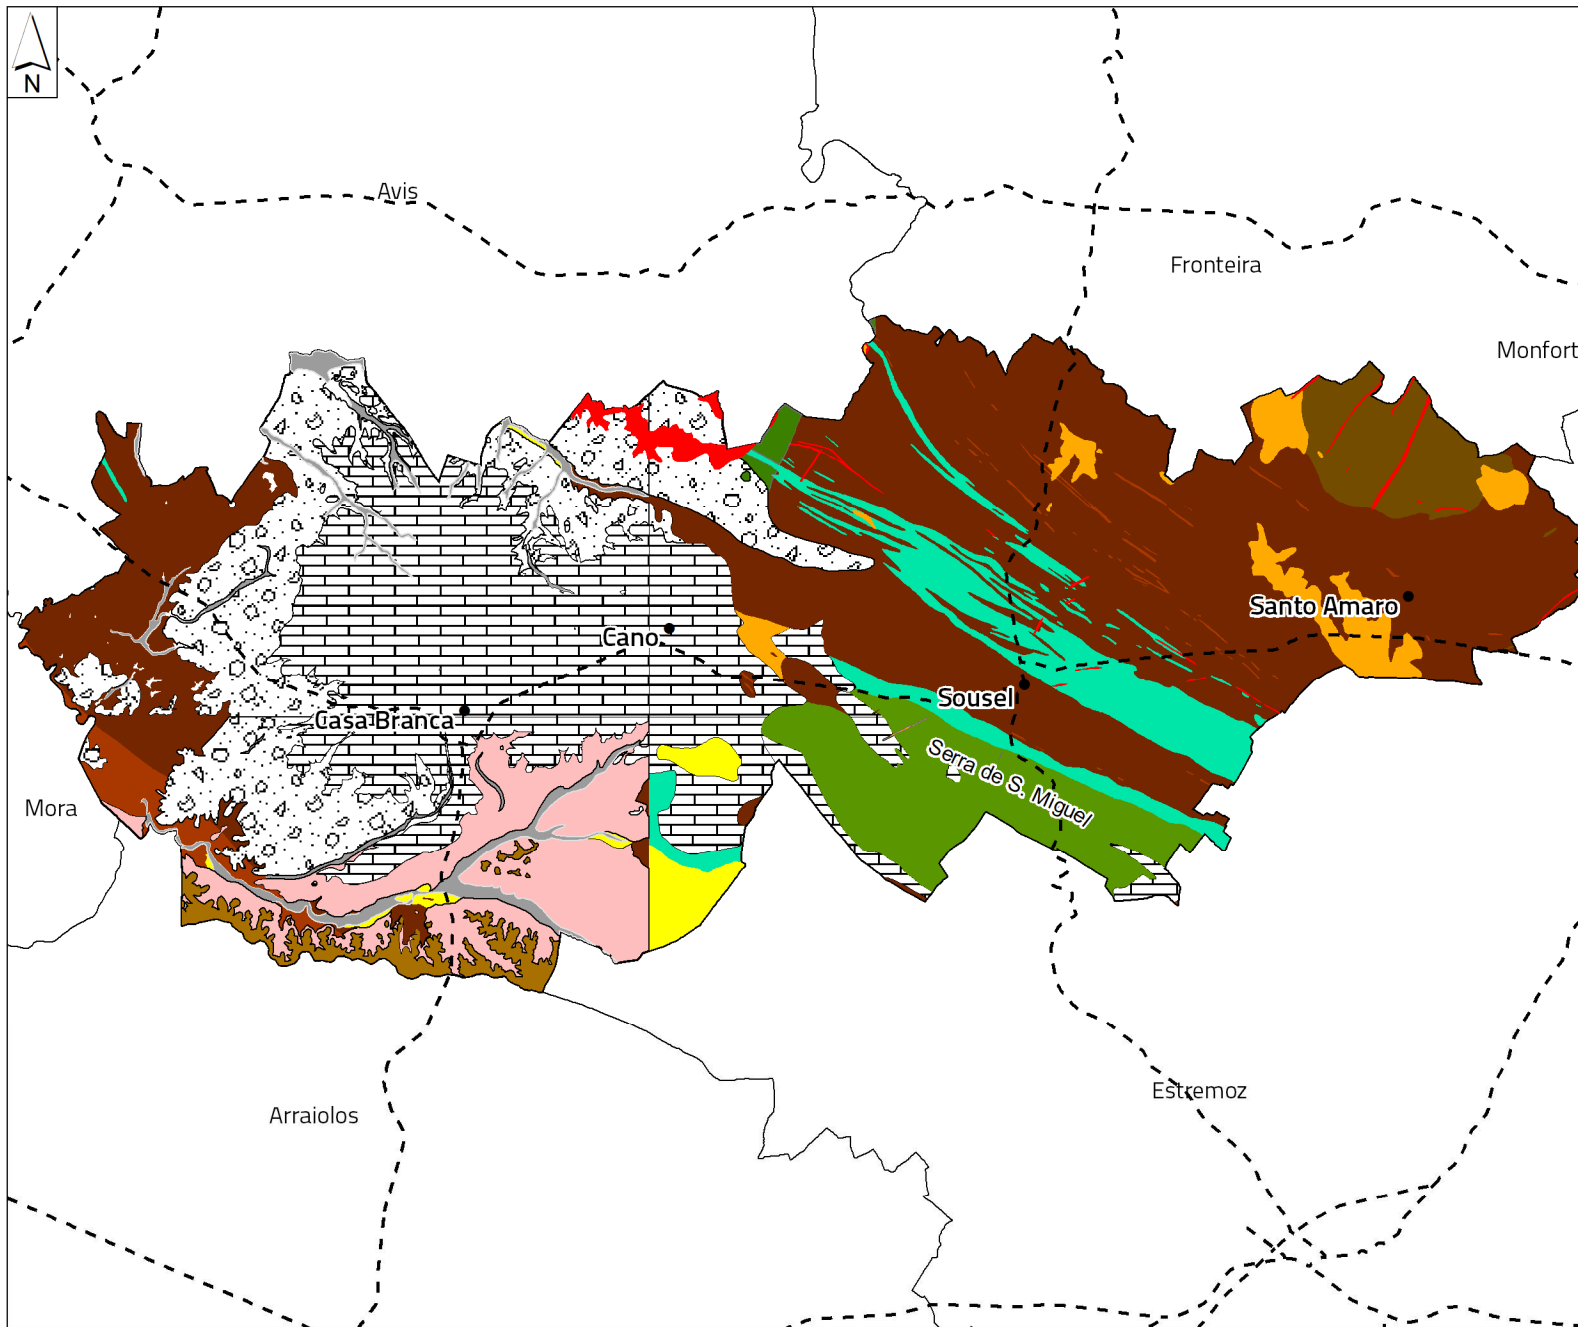 N
Avis
Fronteira
Monfort
Santo Amaro
Cano
Sousel
Casa Branca
Serra de S. Miguel
Mora
Estremoz
Arraiolos